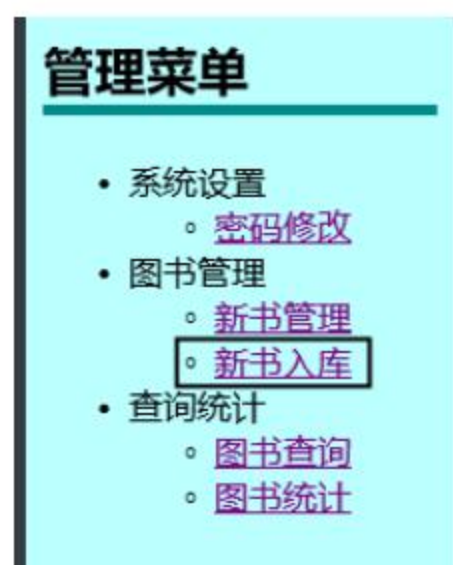 管理菜单
系统设置
密码修改
图书管理
新书管理
新书入库
查询统计
图书查询
图书统计